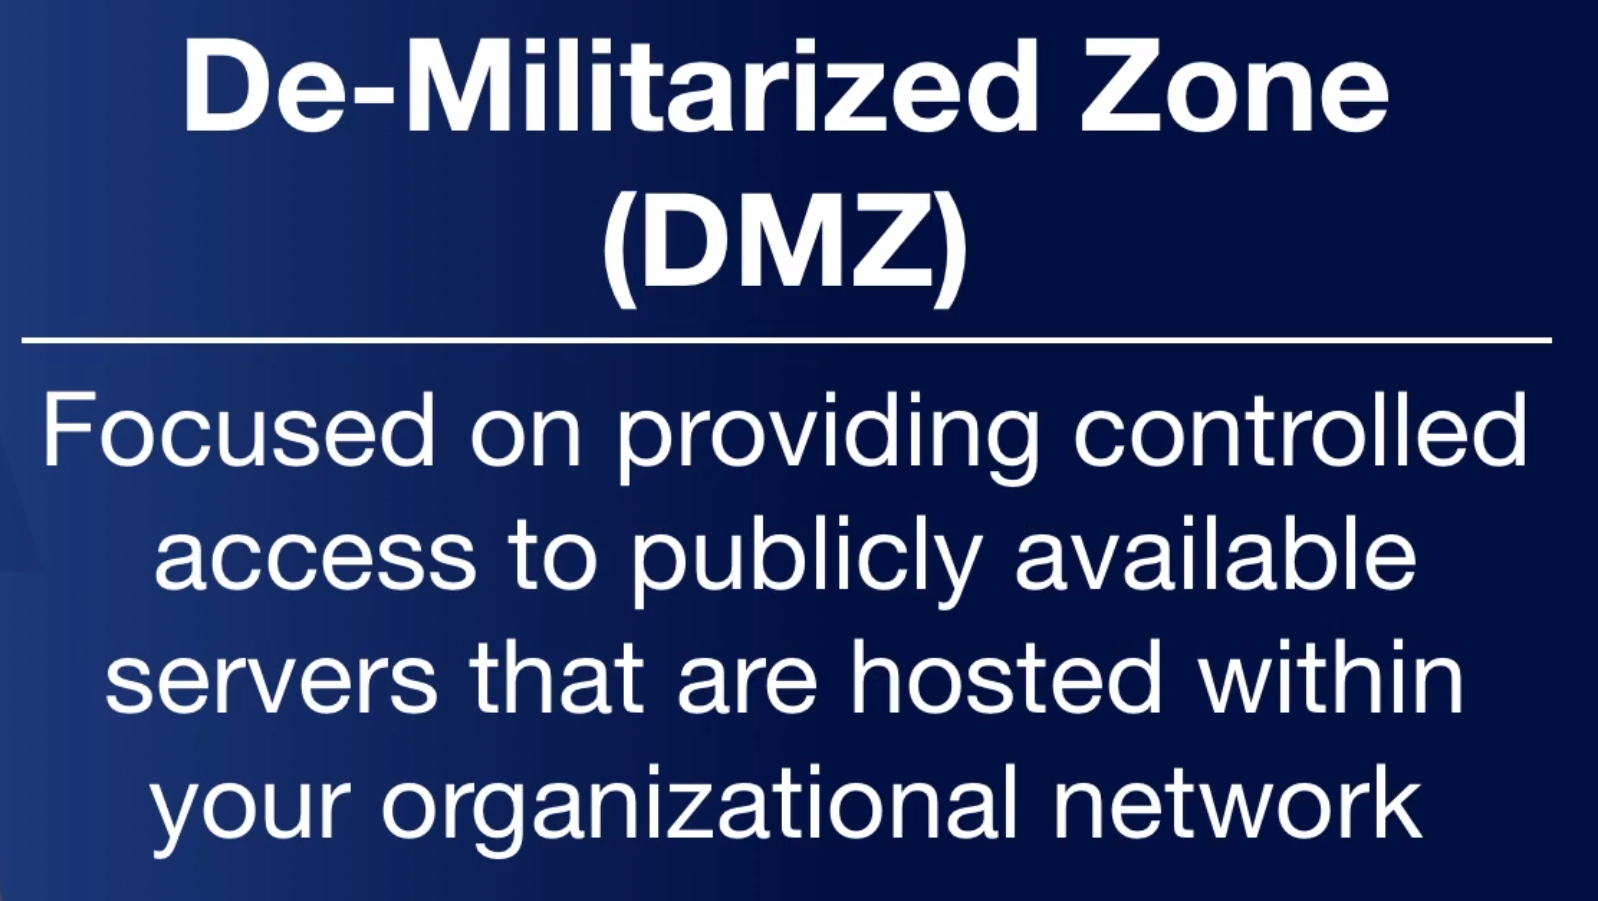 De-Militarized Zone
(DMZ)
Focused on providing controlled
access to publicly available
servers that are hosted within
your organizational network